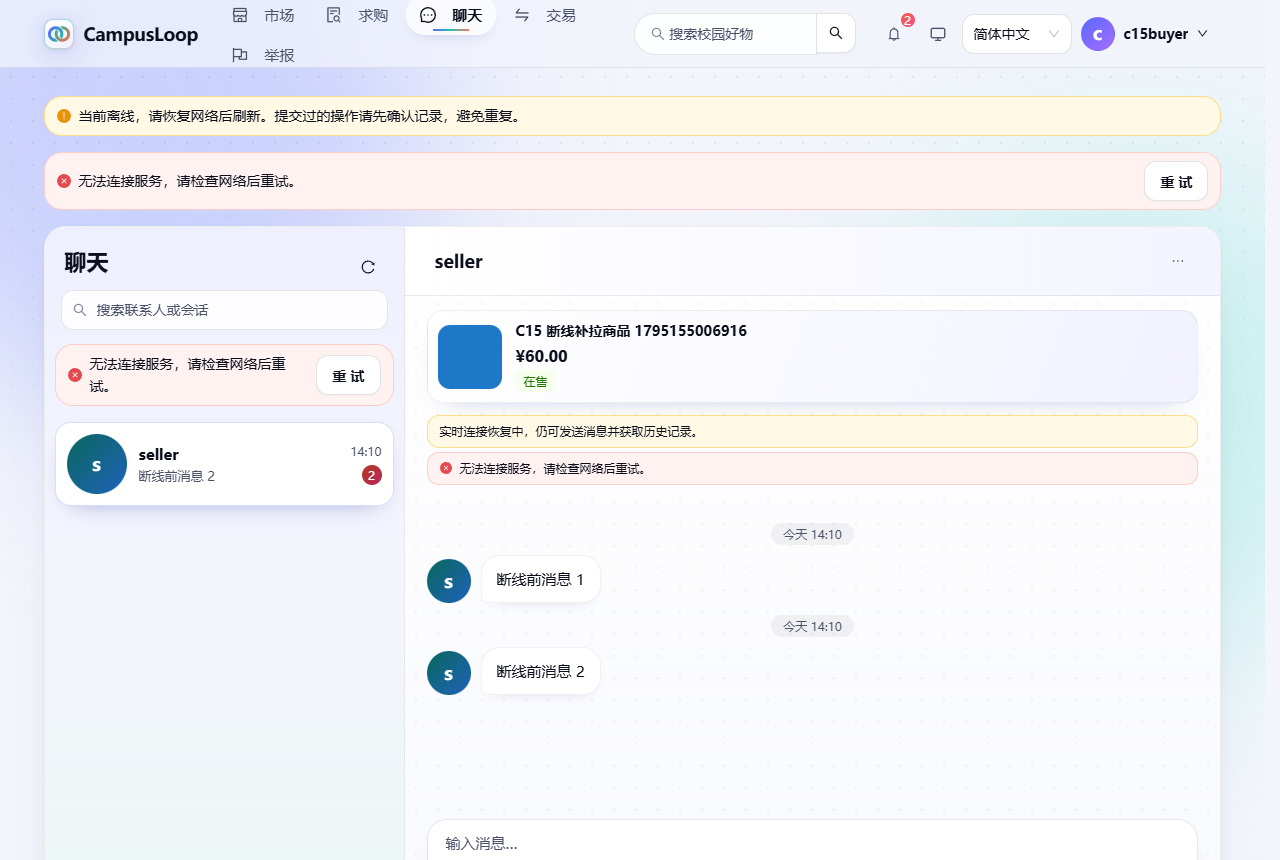 CampusLoop
市场
求购
聊天
交易
举报
搜索校园好物
2
简体中文
c
c15buyer
当前离线，请恢复网络后刷新。提交过的操作请先确认记录，避免重复。
无法连接服务，请检查网络后重试。
重 试
聊天
搜索联系人或会话
无法连接服务，请检查网络后重
试。
重 试
s
seller
14:10
断线前消息 2
2
seller
C15 断线补拉商品 1795155006916
¥60.00
在售
实时连接恢复中，仍可发送消息并获取历史记录。
无法连接服务，请检查网络后重试。
今天 14:10
s
断线前消息 1
今天 14:10
s
断线前消息 2
输入消息...